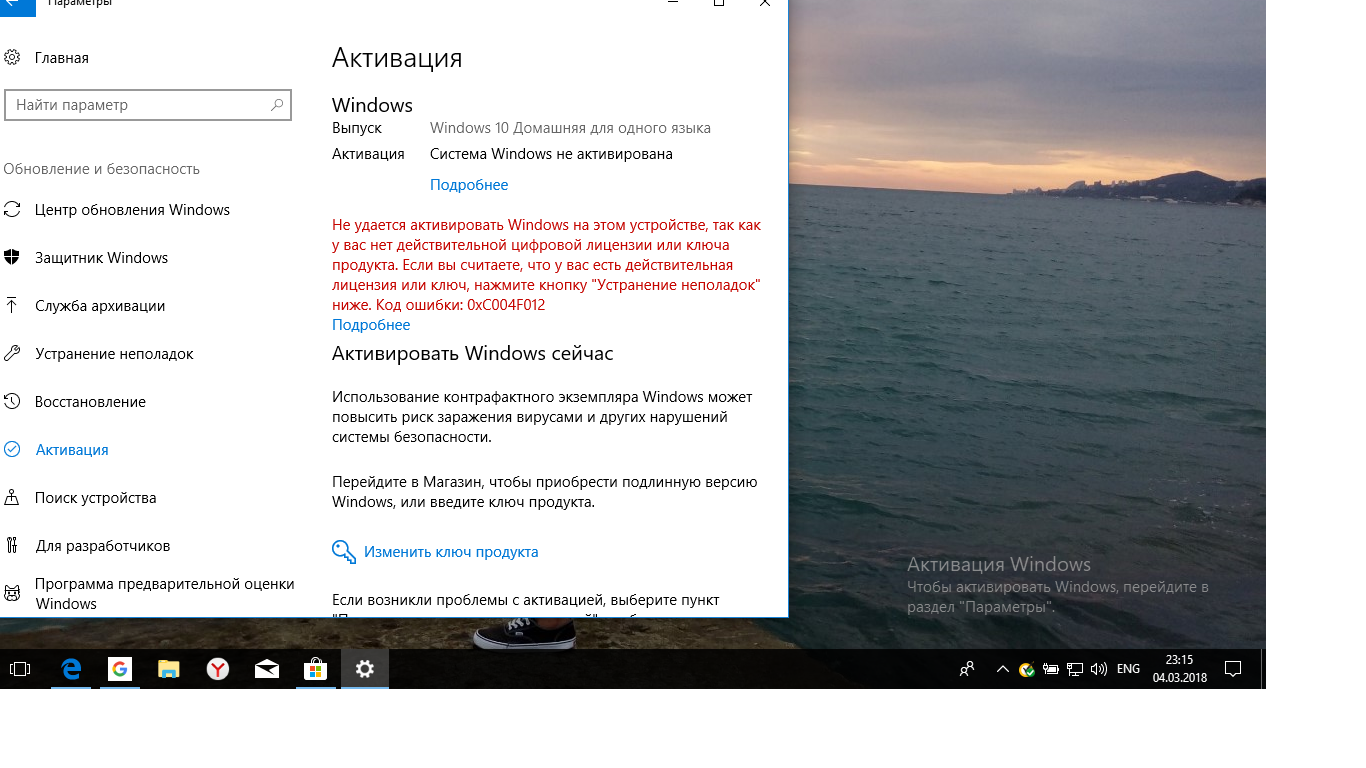 Параметры
Главная
Найти параметр
Обновление и безопасность
Центр обновления Windows
Защитник Windows
Служба архивации
Устранение неполадок
Восстановление
Активация
Поиск устройства
Для разработчиков
Программа предварительной оценки
Windows
Активация
Windows
Выпуск Windows 10 Домашняя для одного языка
Активация Система Windows не активирована
Подробнее
Не удается активировать Windows на этом устройстве, так как
у вас нет действительной цифровой лицензии или ключа
продукта. Если вы считаете, что у вас есть действительная
лицензия или ключ, нажмите кнопку "Устранение неполадок"
ниже. Код ошибки: 0xC004F012
Подробнее
Активировать Windows сейчас
Использование контрафактного экземпляра Windows может
повысить риск заражения вирусами и других нарушений
системы безопасности.
Перейдите в Магазин, чтобы приобрести подлинную версию
Windows, или введите ключ продукта.
Изменить ключ продукта
Если возникли проблемы с активацией, выберите пункт
Активация Windows
Чтобы активировать Windows, перейдите в
раздел "Параметры".
ENG
23:15
04.03.2018